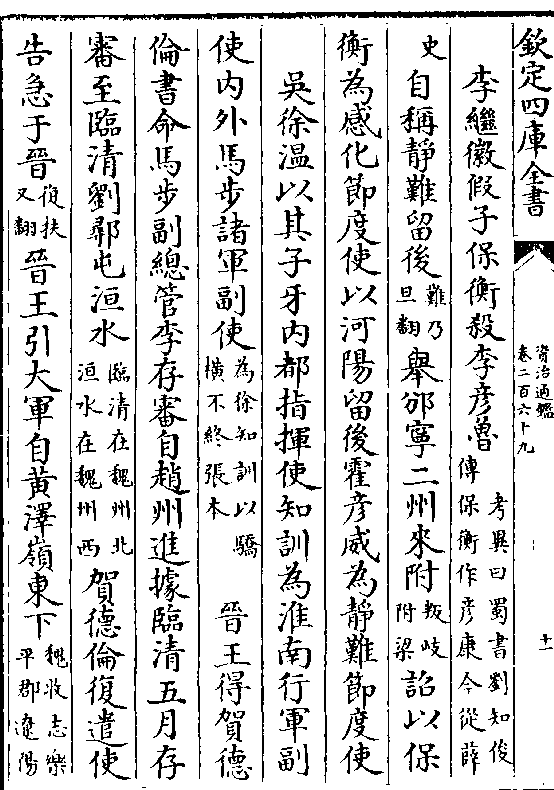 欽定四庫全書
資治通鑑
卷二百六十九
十一
李繼徽假子保衡殺李彦魯考異曰蜀書劉知俊傳保衡作彦康今從薛
史自稱靜難留後難乃旦翻舉邠寧二州來附叛岐附梁詔以保
衡為感化節度使以河陽留後霍彦威為靜難節度使
吳徐温以其子牙内都指揮使知訓為淮南行軍副
使内外馬步諸軍副使為徐知訓以驕横不終張本晉王得賀德
倫書命馬步副總管李存審自趙州進據臨清五月存
審至臨清劉鄩屯洹水臨清在魏州北洹水在魏州西賀德倫復遣使
告急于晉復扶又翻晉王引大軍自黄澤嶺東下魏收志樂平郡遼陽